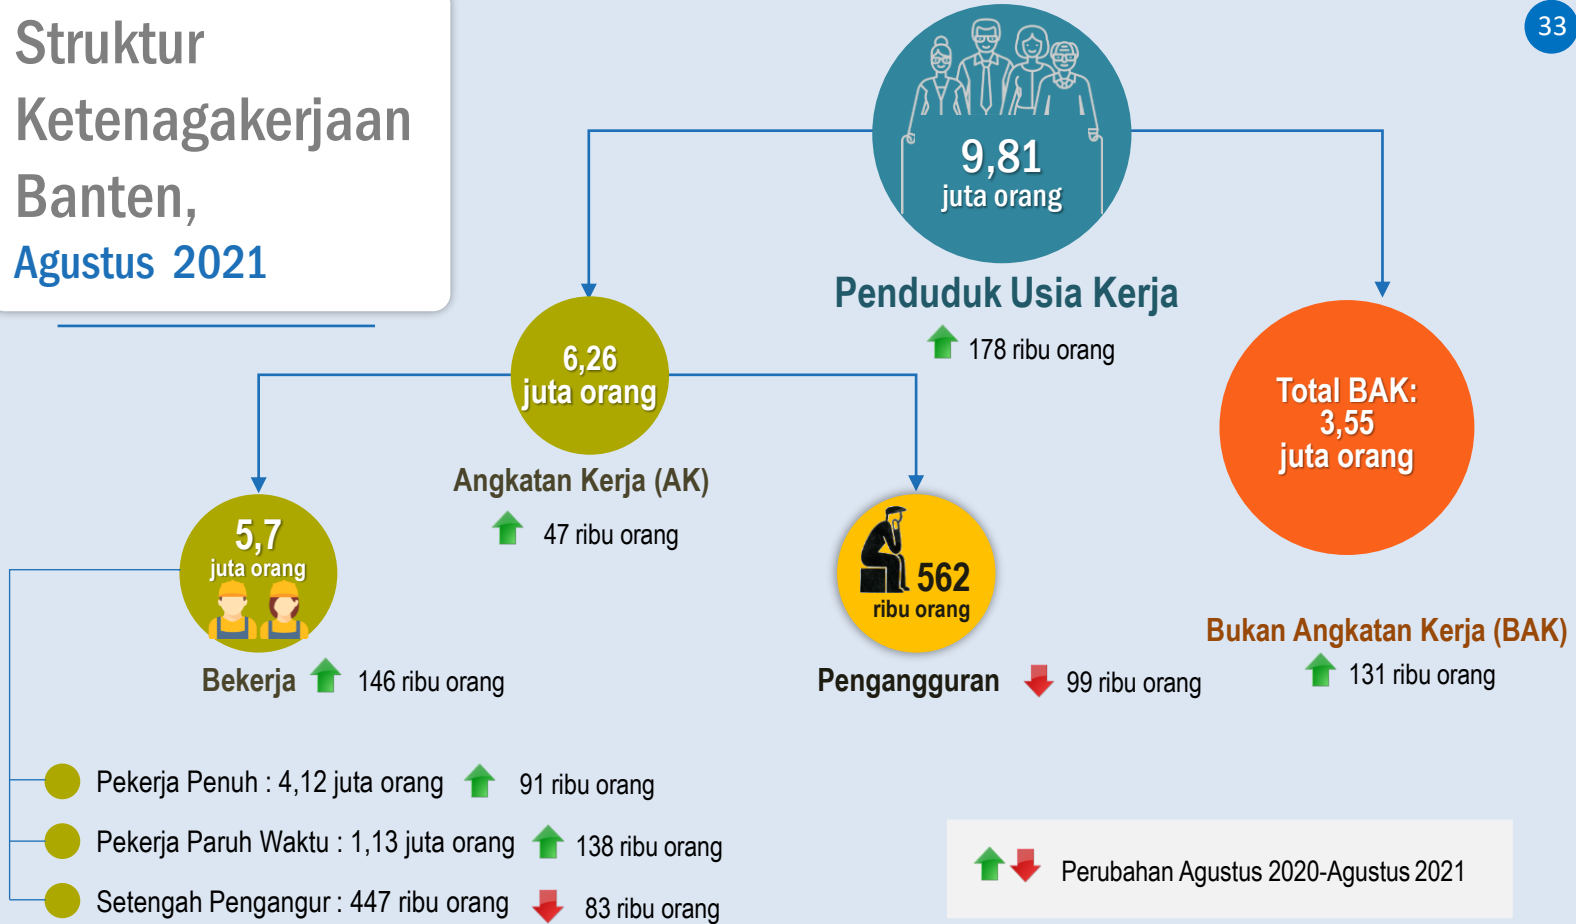 Struktur
Ketenagakerjaan
Banten,
Agustus 2021
33
9,81
juta orang
Penduduk Usia Kerja
178 ribu orang
6,26
juta orang
Angkatan Kerja (AK)
47 ribu orang
Total BAK:
3,55
juta orang
Bukan Angkatan Kerja (BAK)
131 ribu orang
5,7
juta orang
Bekerja
146 ribu orang
562
ribu orang
Pengangguran
99 ribu orang
Pekerja Penuh : 4,12 juta orang
91 ribu orang
Pekerja Paruh Waktu : 1,13 juta orang
138 ribu orang
Setengah Pengangur : 447 ribu orang
83 ribu orang
Perubahan Agustus 2020-Agustus 2021